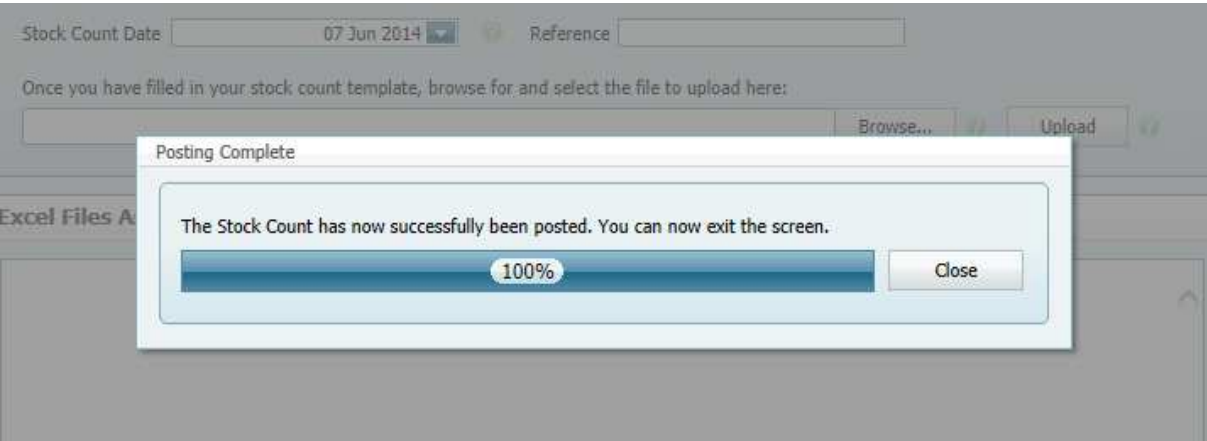 Stock Count Date 07 Jun 2014 Reference
Once you have filled in your stock count template, browse for and select the file to upload here:
Browse... Upload
Posting Complete
Excel Files A
The Stock Count has now successfully been posted. You can now exit the screen.
100% Close